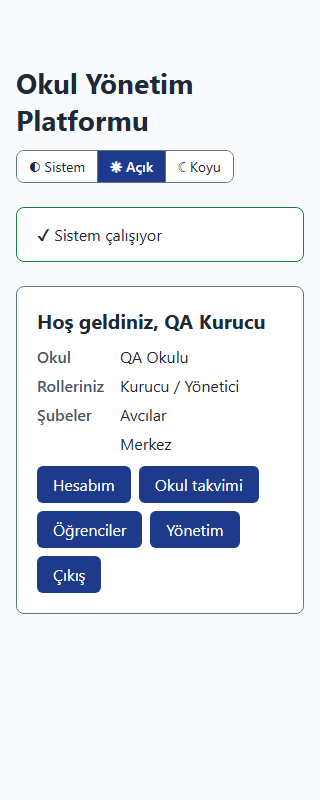 Okul Yönetim
Platformu
◐ Sistem ☀ Açık ☾ Koyu
✓ Sistem çalışıyor
Hoş geldiniz, QA Kurucu
Okul QA Okulu
Rolleriniz Kurucu / Yönetici
Şubeler Avcılar
Merkez
Hesabım Okul takvimi
Öğrenciler Yönetim
Çıkış